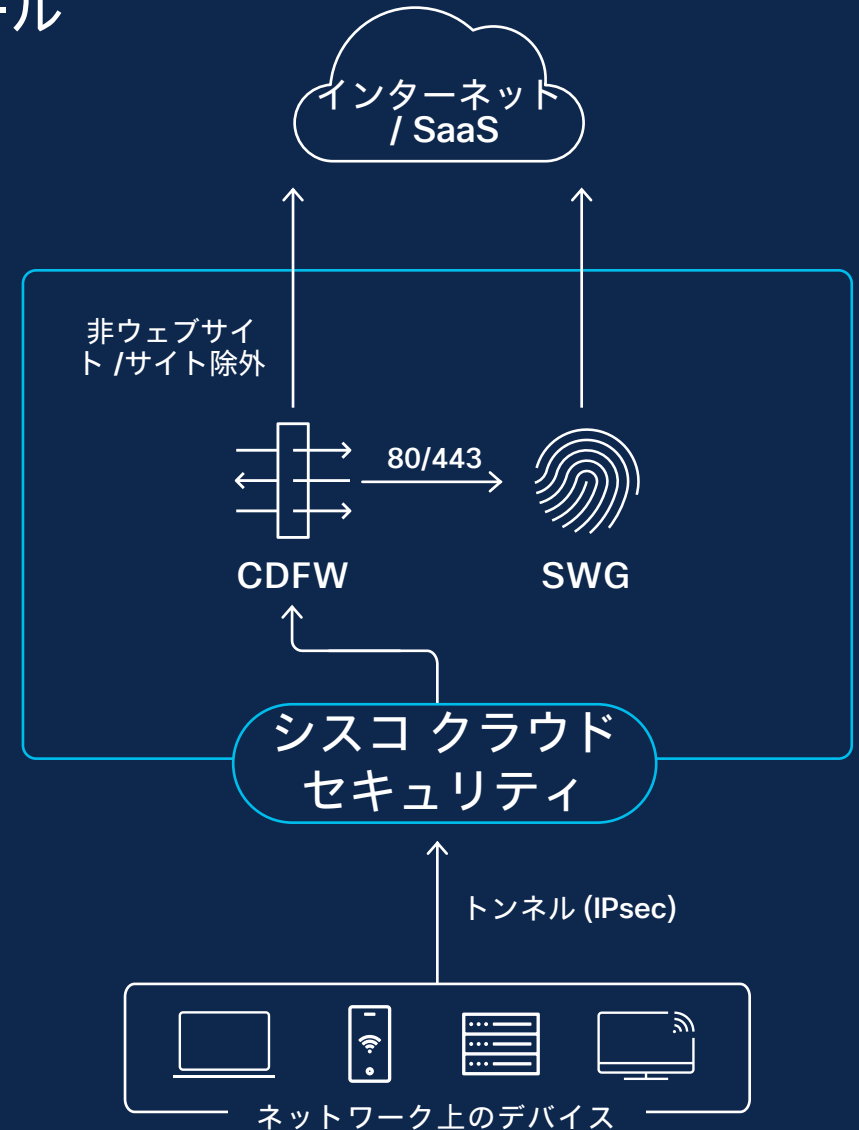 ール
インターネット
/ SaaS
非ウェブサイ
ト /サイト除外
80/443
CDFW
SWG
シスコ クラウド
セキュリティ
トンネル (IPsec)
ネットワーク上のデバイス